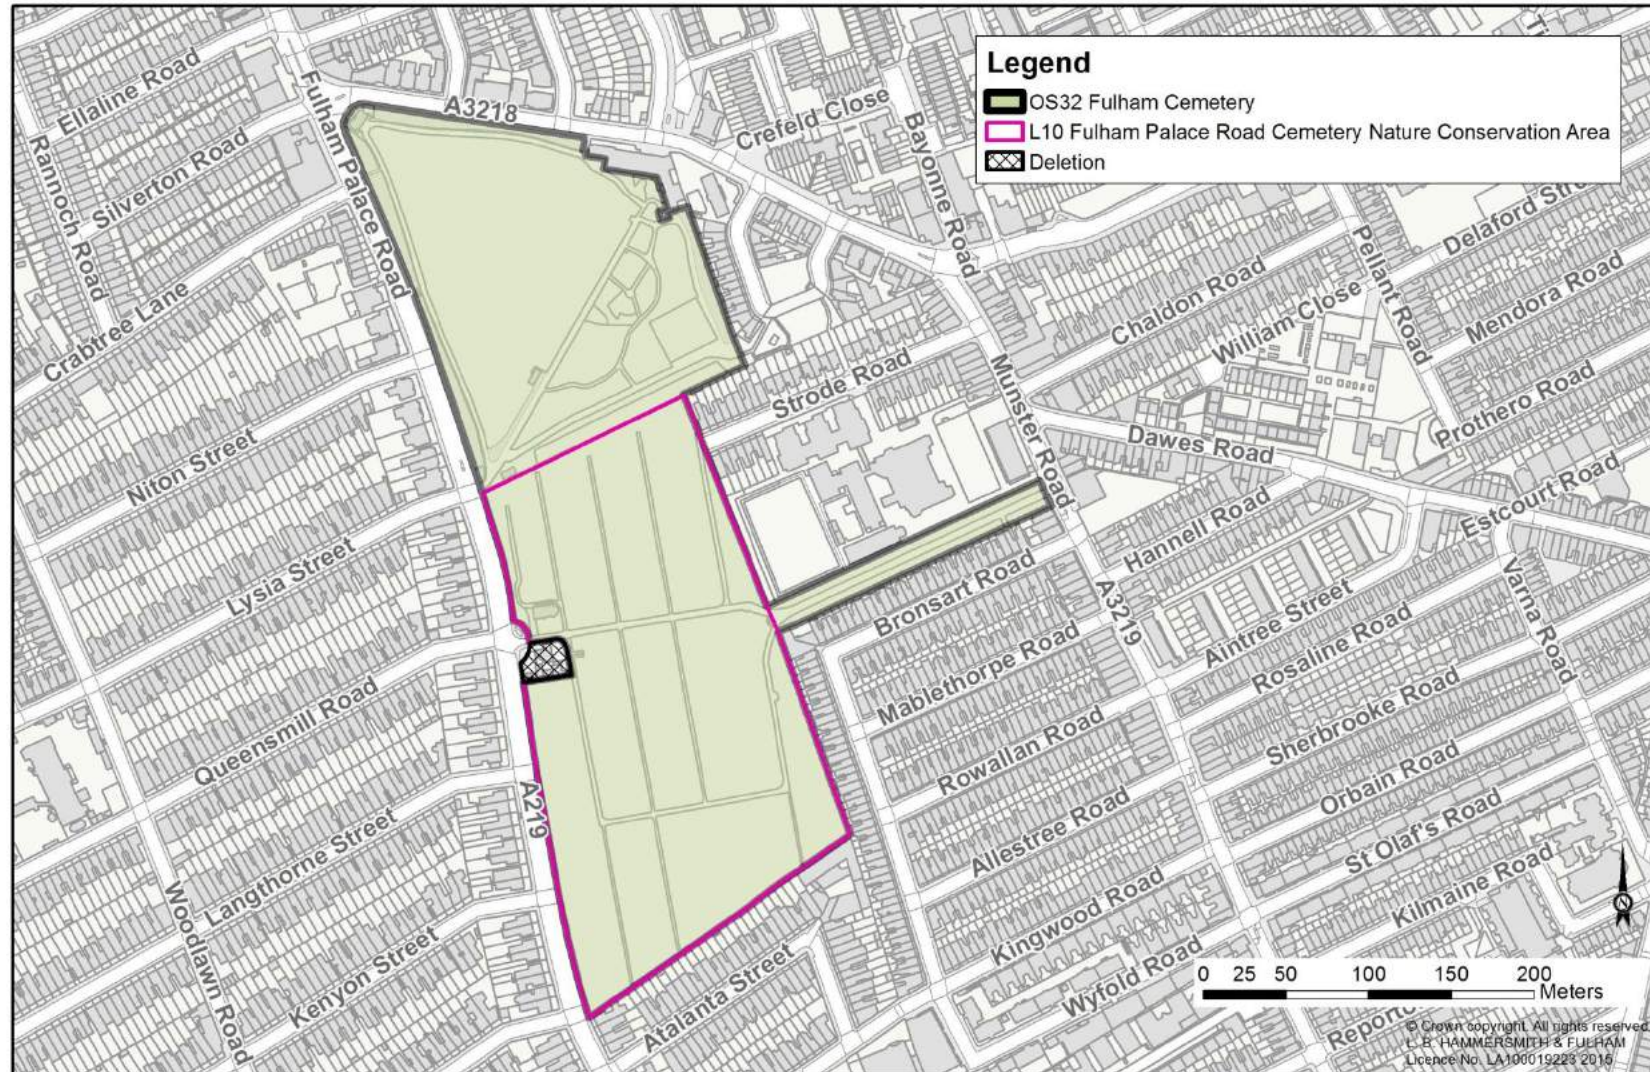 Legend
OS32 Fulham Cemetery
L10 Fulham Palace Road Cemetery Nature Conservation Area
Deletion
Ellaline Road
Rannoch Road
Silverton Road
Crabtree Lane
Fulham Palace Road
A3218
Crefeld Close
Bayonne Road
Delaford
Pellant Road
Chaldon Road
William Close
Mendora Road
Prothero Road
Strode Road
Munster Road
Dawes Road
Estcourt Road
Niton Street
Lysia Street
Hannell Road
Bronsart Road
A3219
Aintree Street
Varna Road
Mablethorpe Road
Rosaline Road
Queensmill Road
Rowallan Road
Sherbrooke Road
Orbain Road
A219
Langthorne Street
Allestree Road
St Olaf's Road
Woodlawn Road
Kenyon Street
Kingwood Road
Kilmaine Road
Atalanta Street
Wyfold Road
N
0 25 50 100 150 200
Meters
© Crown copyright. All rights reserved.
L. B. HAMMERSMITH & FULHAM
Licence No. LA100019223 2015